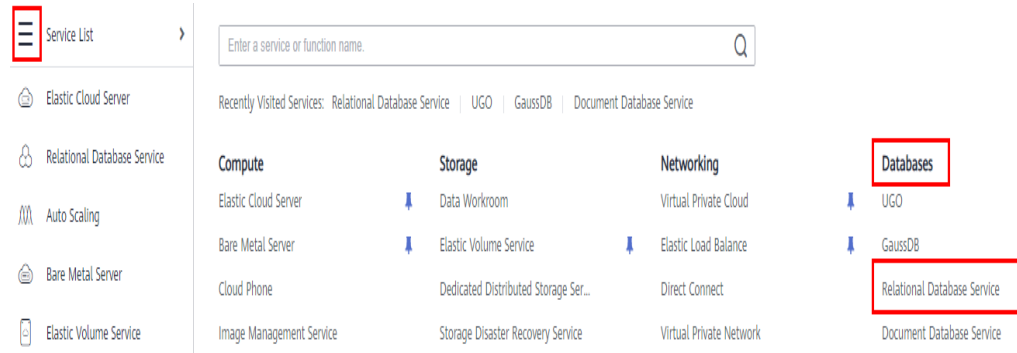 Service List
Elastic Cloud Server
Relational Database Service
Auto Scaling
Bare Metal Server
Elastic Volume Service
Enter a service or function name.
Recently Visited Services: Relational Database Service | UGO | GaussDB | Document Database Service
Compute
Elastic Cloud Server
Bare Metal Server
Cloud Phone
Image Management Service
Storage
Data Workroom
Elastic Volume Service
Dedicated Distributed Storage Ser...
Storage Disaster Recovery Service
Networking
Virtual Private Cloud
Elastic Load Balance
Direct Connect
Virtual Private Network
Databases
UGO
GaussDB
Relational Database Service
Document Database Service